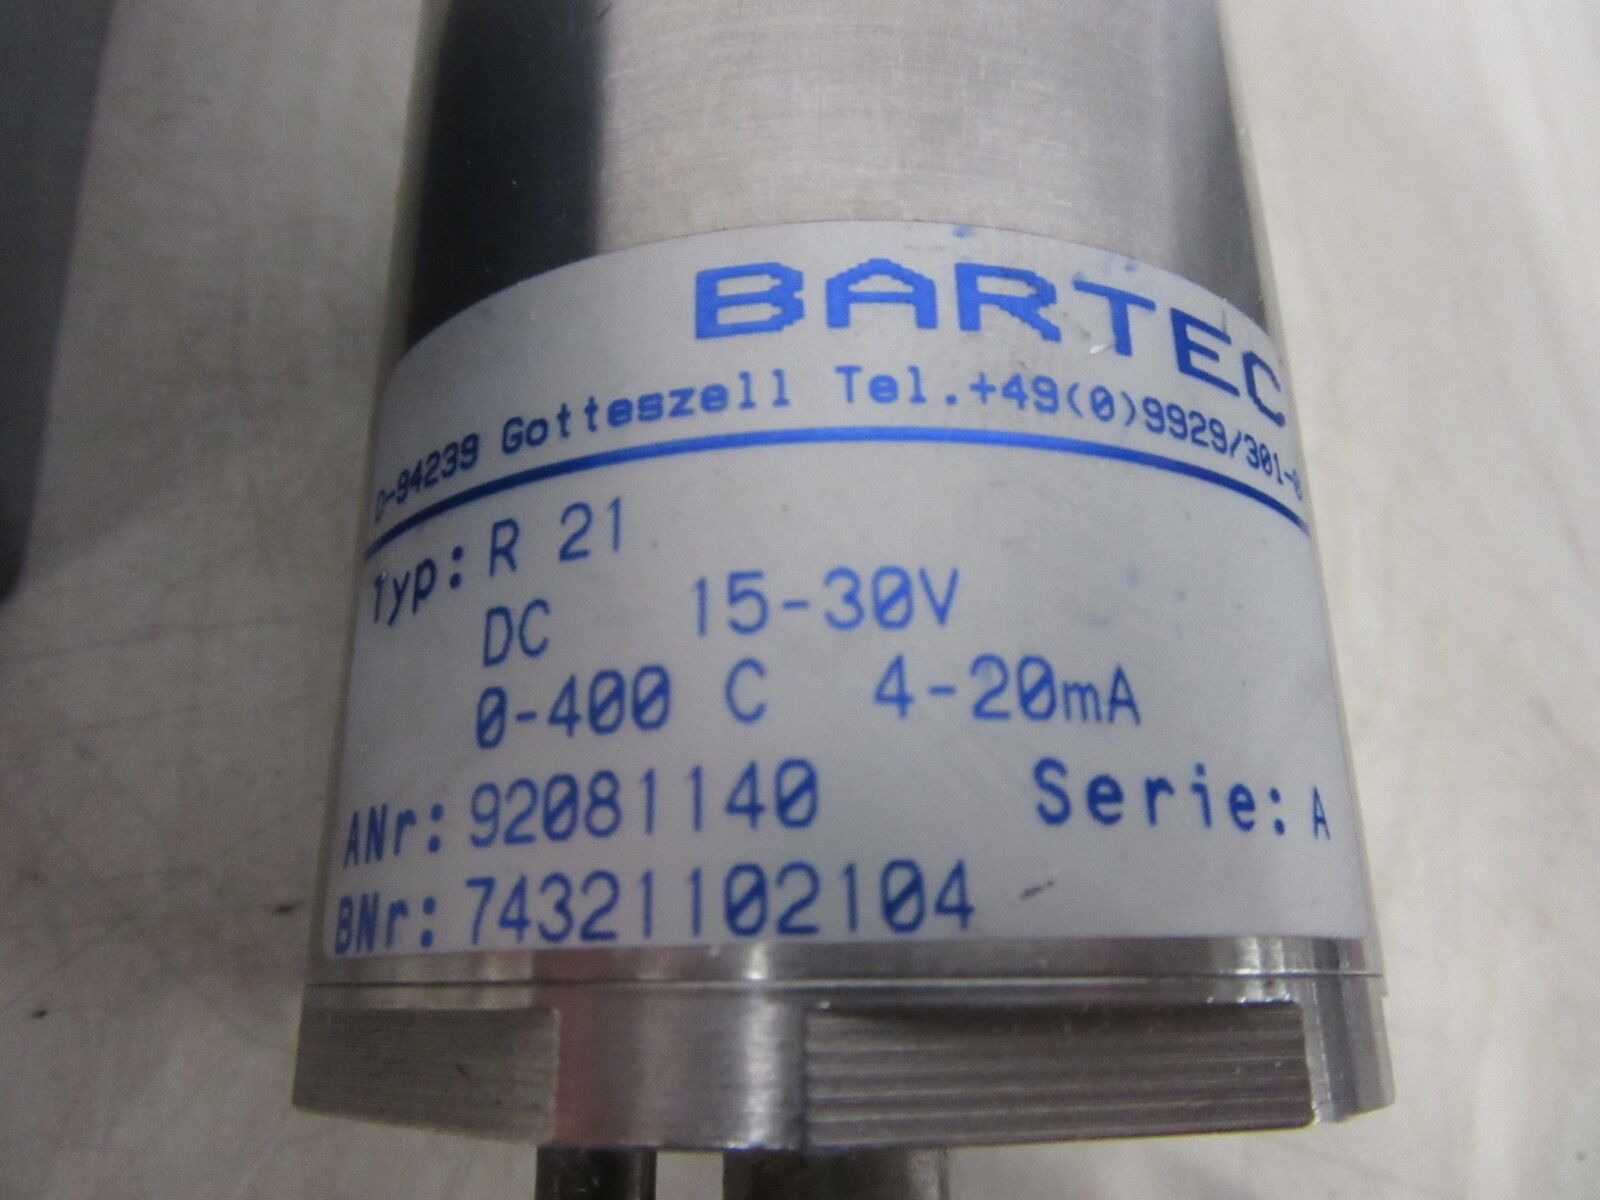 BARTEC
D-94239 Gotteszell Tel.+49(0)9929/301-0
Typ: R 21
DC 15-30V
0-400 C 4-20mA
ANr: 92081140 Serie: A
BNr: 74321102104